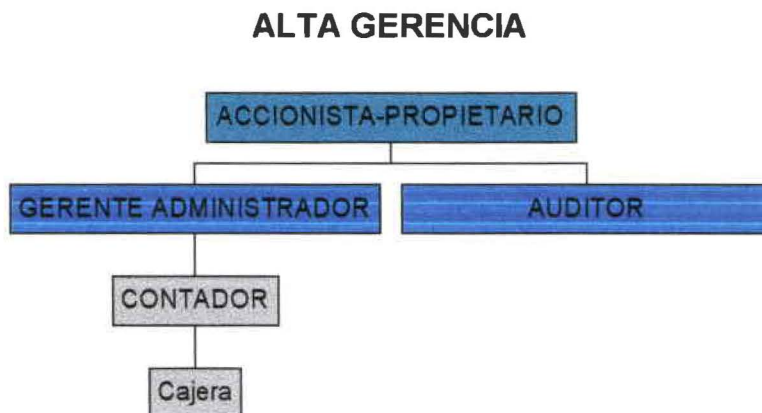 ALTA GERENCIA
ACCIONISTA-PROPIETARIO
GERENTE ADMINISTRADOR
AUDITOR
CONTADOR
Cajera